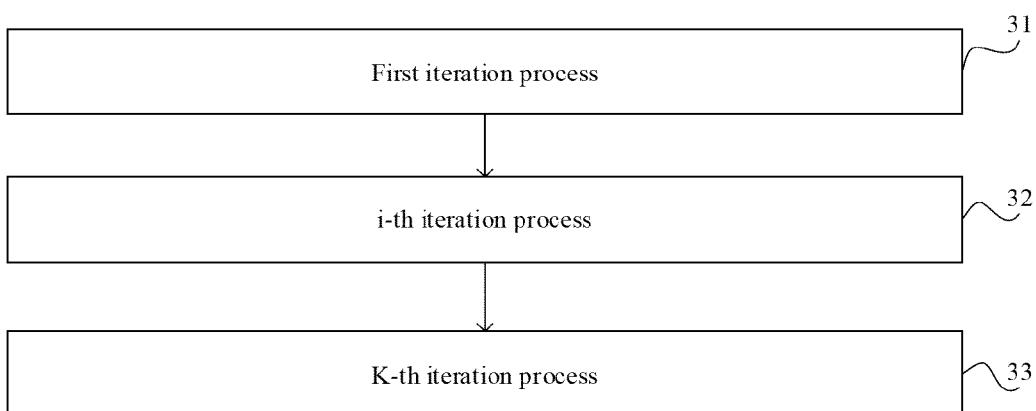 31
First iteration process
32
i-th iteration process
K-th iteration process
33